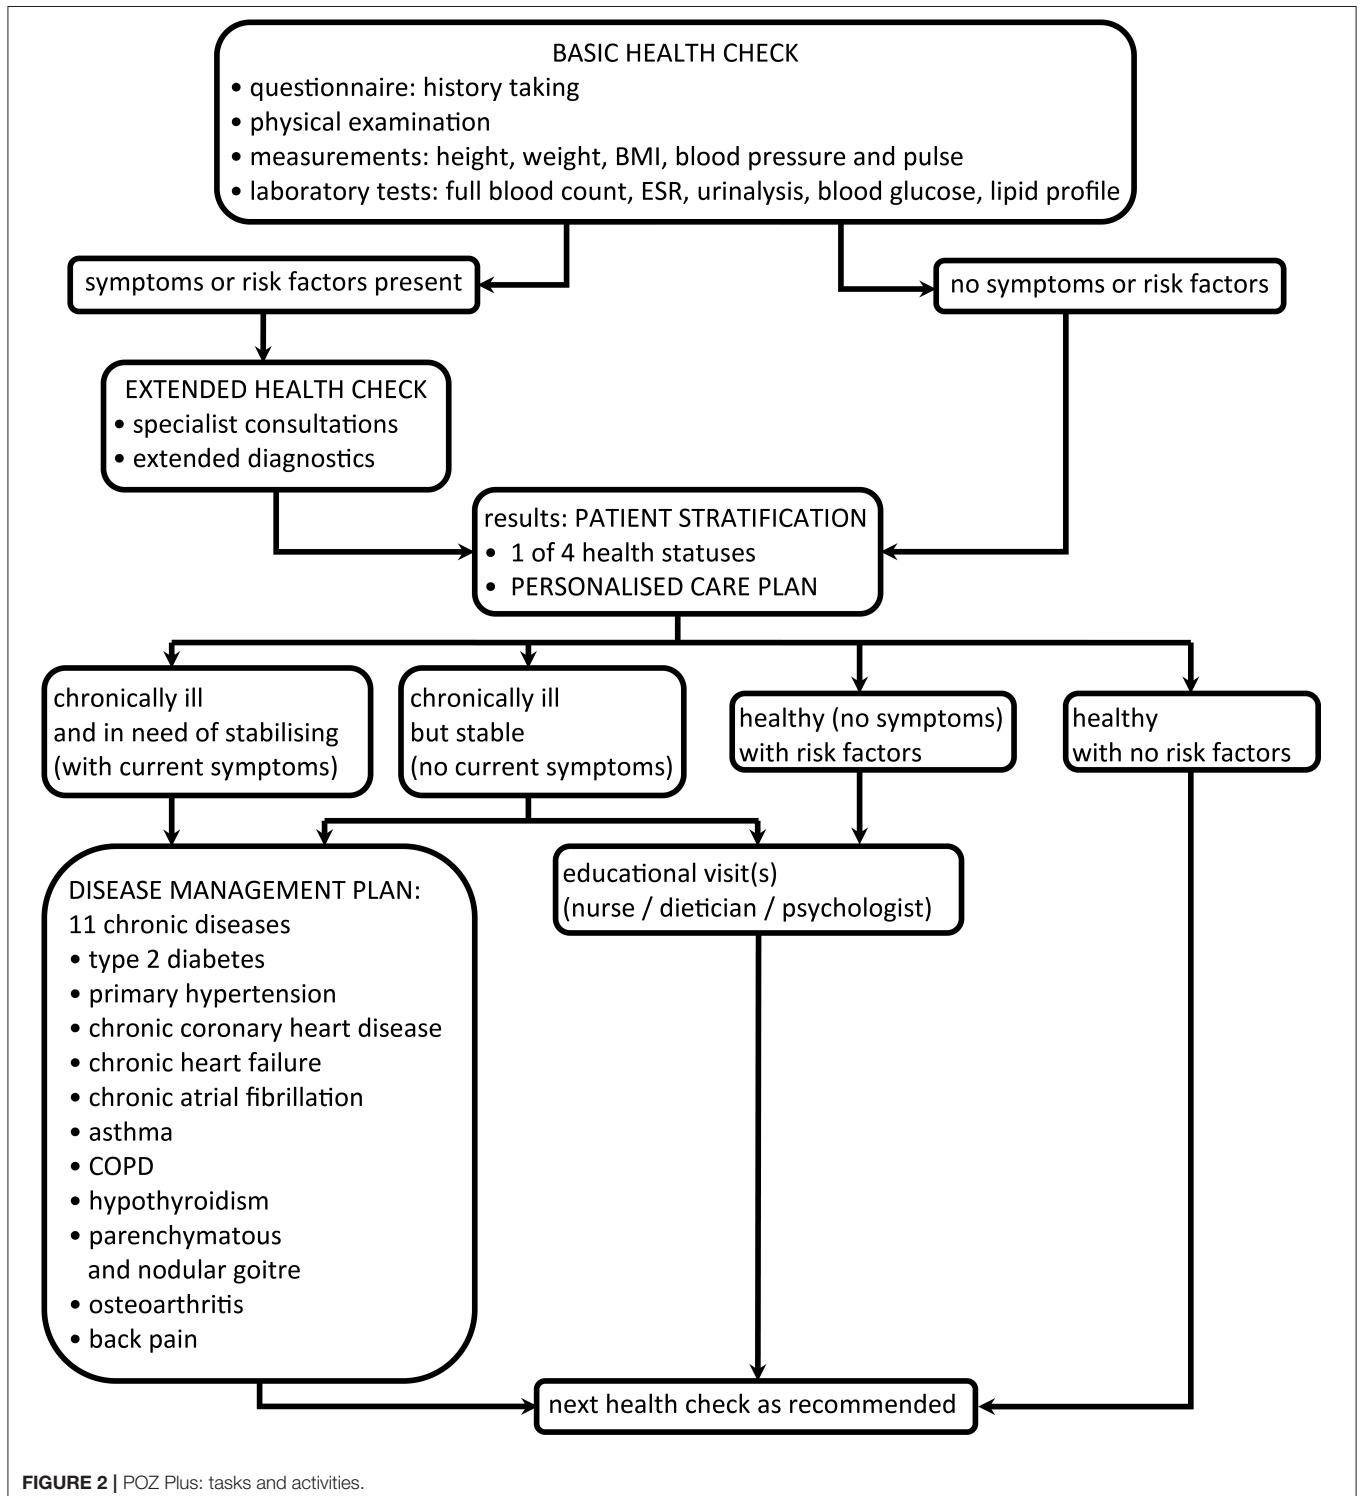 BASIC HEALTH CHECK
• questionnaire: history taking
• physical examination
• measurements: height, weight, BMI, blood pressure and pulse
• laboratory tests: full blood count, ESR, urinalysis, blood glucose, lipid profile
symptoms or risk factors present
no symptoms or risk factors
EXTENDED HEALTH CHECK
• specialist consultations
• extended diagnostics
results: PATIENT STRATIFICATION
• 1 of 4 health statuses
• PERSONALISED CARE PLAN
chronically ill
and in need of stabilising
(with current symptoms)
chronically ill
but stable
(no current symptoms)
healthy (no symptoms)
with risk factors
healthy
with no risk factors
DISEASE MANAGEMENT PLAN:
11 chronic diseases
• type 2 diabetes
• primary hypertension
• chronic coronary heart disease
• chronic heart failure
• chronic atrial fibrillation
• asthma
• COPD
• hypothyroidism
• parenchymatous
and nodular goitre
• osteoarthritis
• back pain
educational visit(s)
(nurse / dietician / psychologist)
next health check as recommended
FIGURE 2 | POZ Plus: tasks and activities.